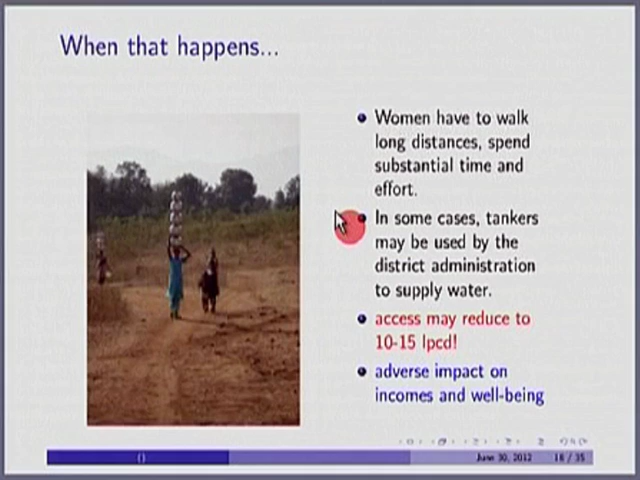 When that happens...
Women have to walk
long distances, spend
substantial time and
effort.
In some cases, tankers
may be used by the
district administration
to supply water.
access may reduce to
10-15 lpcd!
adverse impact on
incomes and well-being
()
June 30, 2012
18 / 35